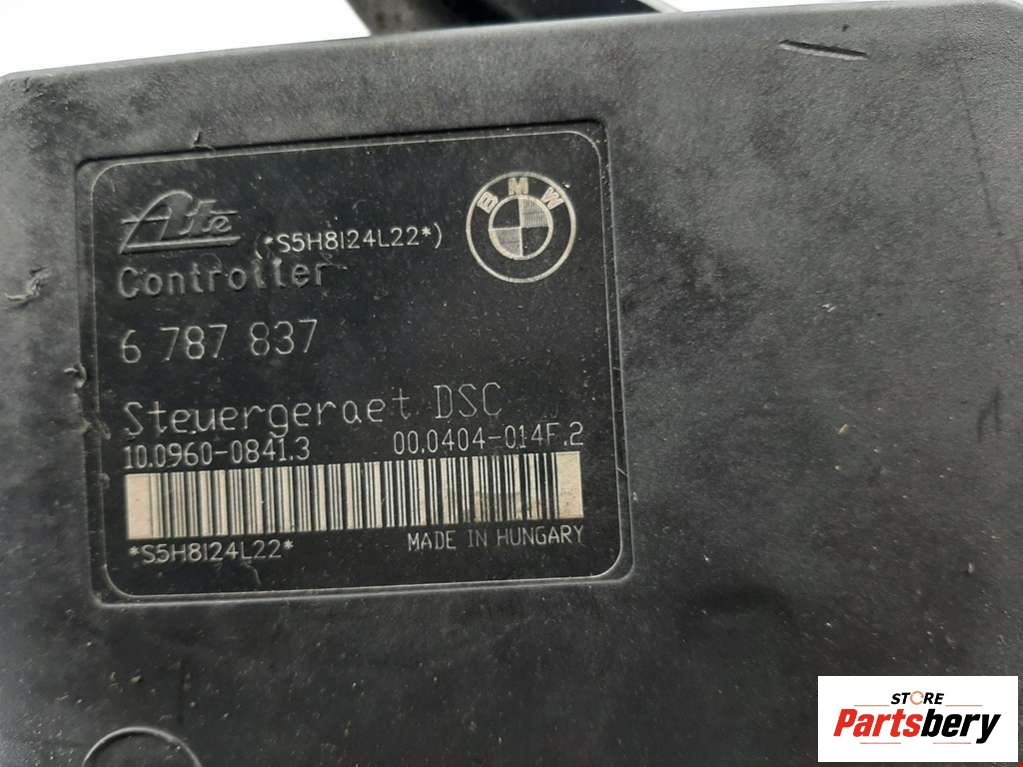 Ate
(*S5H8I24L22*)
BMW
Controller
6 787 837
Steuergeraet DSC
10.0960-0841.3 00.0404-014F.2
*S5H8I24L22*
MADE IN HUNGARY
STORE
Partsbery